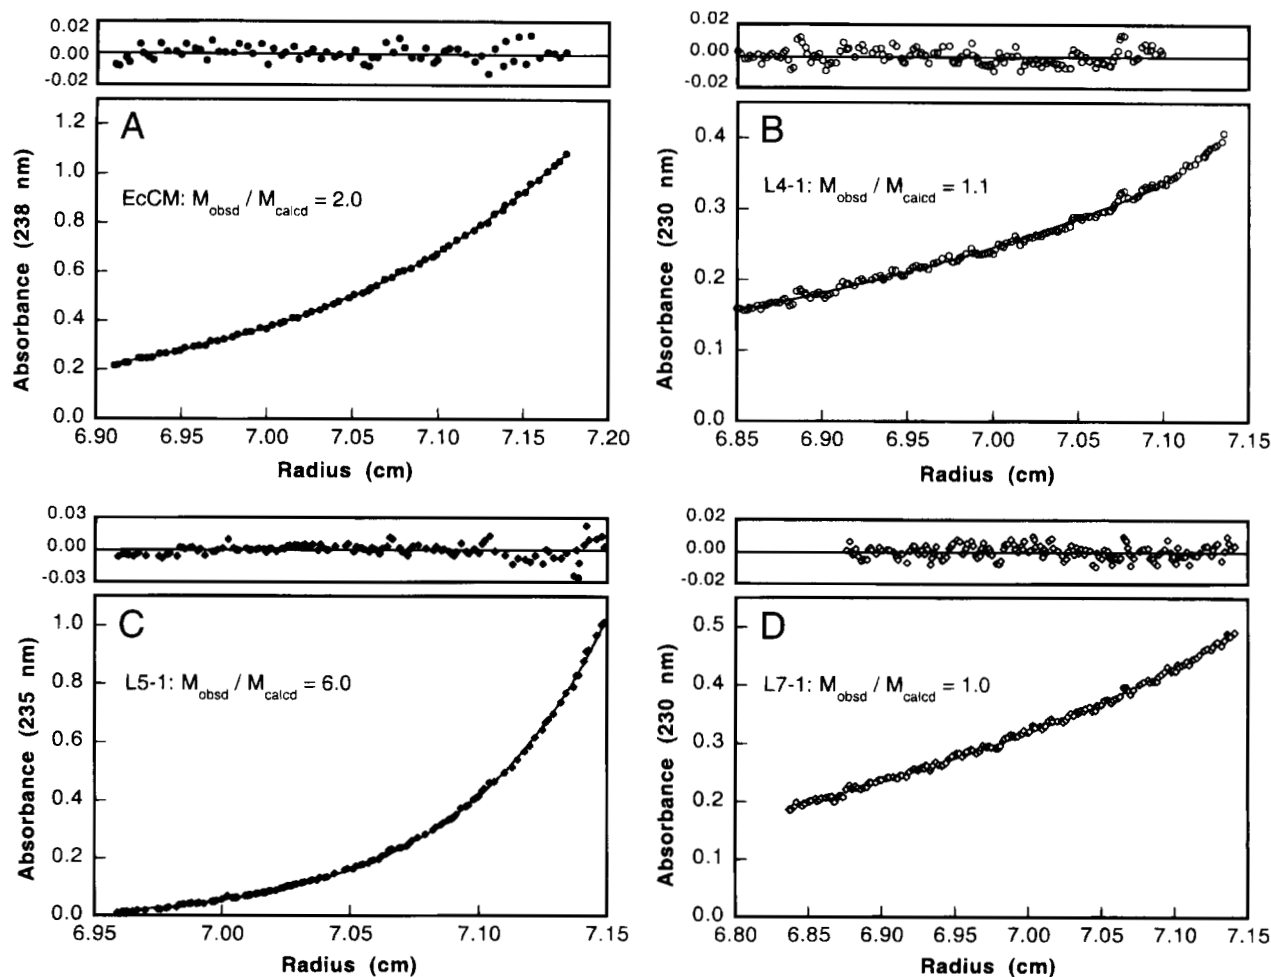 0.02
0.00
-0.02
A
1.2
1.0
0.8
0.6
0.4
0.2
0.0
EcCM: Mobsd / Mcalcd = 2.0
Absorbance (238 nm)
6.90 6.95 7.00 7.05 7.10 7.15 7.20
Radius (cm)
0.02
0.00
-0.02
B
0.4
0.3
0.2
0.1
0.0
L4-1: Mobsd / Mcalcd = 1.1
Absorbance (230 nm)
6.85 6.90 6.95 7.00 7.05 7.10 7.15
Radius (cm)
0.03
0.00
-0.03
C
1.0
0.8
0.6
0.4
0.2
0.0
L5-1: Mobsd / Mcalcd = 6.0
Absorbance (235 nm)
6.95 7.00 7.05 7.10 7.15
Radius (cm)
0.02
0.00
-0.02
D
0.5
0.4
0.3
0.2
0.1
0.0
L7-1: Mobsd / Mcalcd = 1.0
Absorbance (230 nm)
6.80 6.85 6.90 6.95 7.00 7.05 7.10 7.15
Radius (cm)